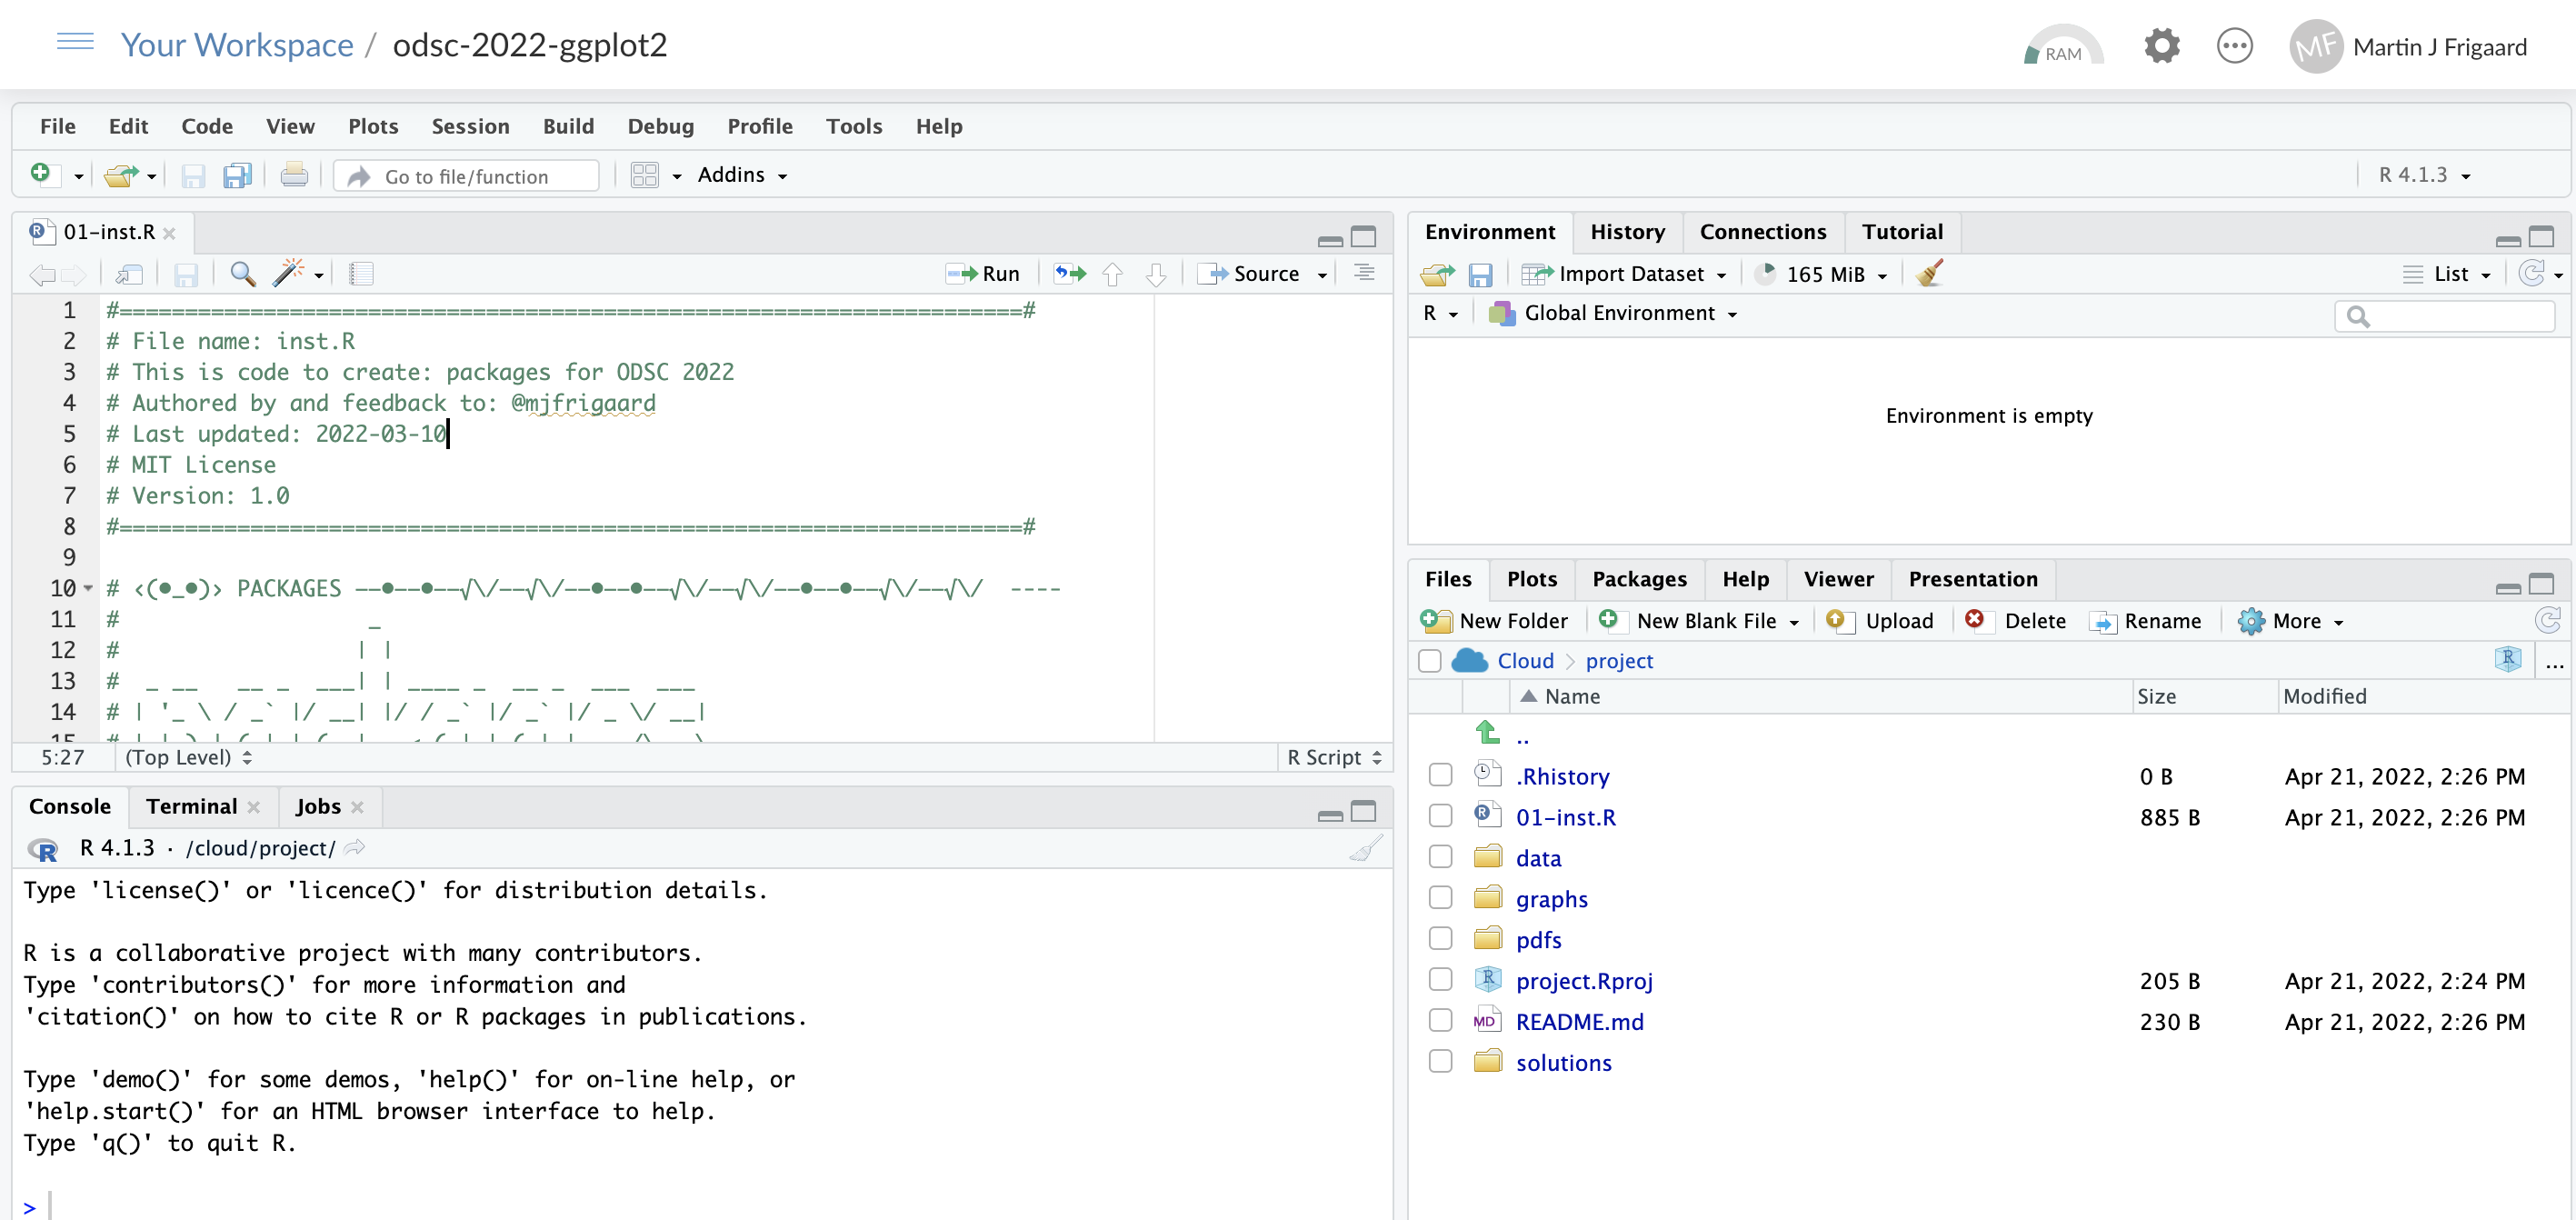 Your Workspace / odsc-2022-ggplot2
RAM
MF Martin J Frigaard
File Edit Code View Plots Session Build Debug Profile Tools Help
Go to file/function
Addins
R 4.1.3
01-inst.R
Run
Source
1 #=====================================================================#
2 # File name: inst.R
3 # This is code to create: packages for ODSC 2022
4 # Authored by and feedback to: @mjfrigaard
5 # Last updated: 2022-03-10
6 # MIT License
7 # Version: 1.0
8 #=====================================================================#
9
10 # <(●_●)> PACKAGES --●--●--√\/--√\/--●--●--√\/--√\/--●--●--√\/--√\/  ----
11 #                   _
12 #                  | |
13 #  _ __   __ _  ___| | ____ _  __ _  ___  ___
14 # | '_ \ / _` |/ __| |/ / _` |/ _` |/ _ \/ __|
5:27 (Top Level) R Script
Console Terminal Jobs
R 4.1.3 · /cloud/project/
Type 'license()' or 'licence()' for distribution details.
R is a collaborative project with many contributors.
Type 'contributors()' for more information and
'citation()' on how to cite R or R packages in publications.
Type 'demo()' for some demos, 'help()' for on-line help, or
'help.start()' for an HTML browser interface to help.
Type 'q()' to quit R.
>
Environment History Connections Tutorial
Import Dataset 165 MiB List
R Global Environment
Environment is empty
Files Plots Packages Help Viewer Presentation
New Folder New Blank File Upload Delete Rename More
Cloud > project R ...
Name Size Modified
..
.Rhistory 0 B Apr 21, 2022, 2:26 PM
01-inst.R 885 B Apr 21, 2022, 2:26 PM
data
graphs
pdfs
project.Rproj 205 B Apr 21, 2022, 2:24 PM
MD README.md 230 B Apr 21, 2022, 2:26 PM
solutions